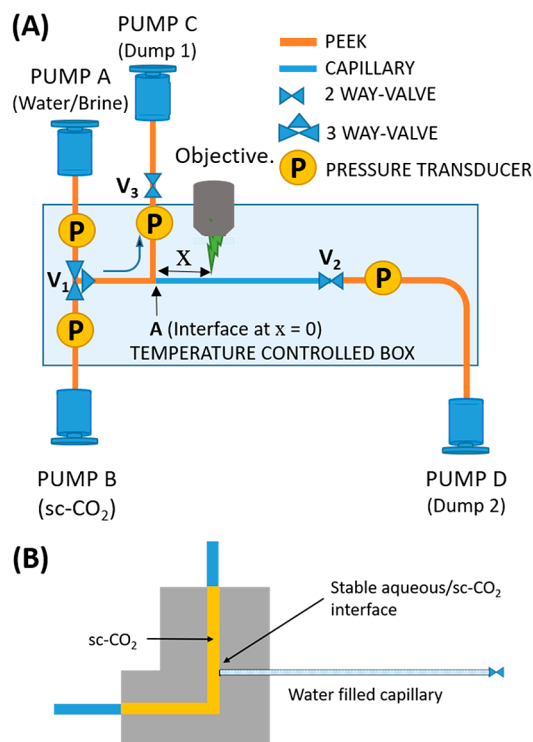 (A)
PUMP C
(Dump 1)
PUMP A
(Water/Brine)
PEEK
CAPILLARY
2 WAY-VALVE
3 WAY-VALVE
P PRESSURE TRANSDUCER
Objective.
V3
P
P
X
V2
P
V1
P
A (Interface at x = 0)
TEMPERATURE CONTROLLED BOX
PUMP B
(sc-CO2)
PUMP D
(Dump 2)
(B)
Stable aqueous/sc-CO2
interface
sc-CO2
Water filled capillary